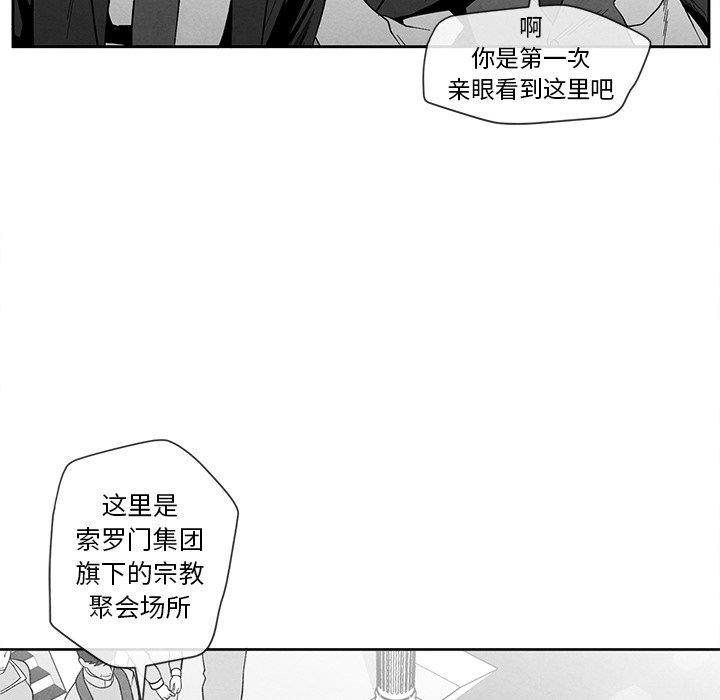 啊
你是第一次
亲眼看到这里吧
这里是
索罗门集团
旗下的宗教
聚会场所